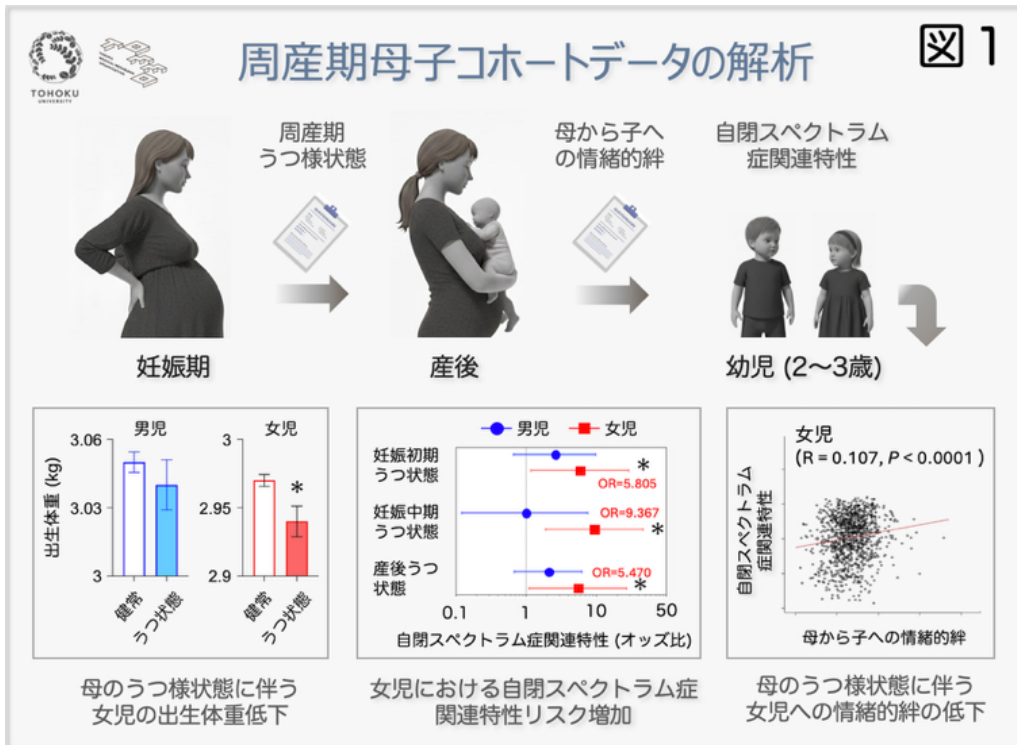 図1
周産期母子コホートデータの解析
TOHOKU
UNIVERSITY
周産期
うつ様状態
母から子へ
の情緒的絆
自閉スペクトラム
症関連特性
妊娠期
産後
幼児 (2〜3歳)
男児
女児
出生体重 (kg)
3.06
3.03
3
3
2.95
2.9
*
健常
うつ状態
健常
うつ状態
男児
女児
妊娠初期
うつ状態
*
OR=5.805
妊娠中期
うつ状態
OR=9.367
*
産後うつ
状態
OR=5.470
*
0.1
1
10
50
自閉スペクトラム症関連特性 (オッズ比)
女児
(R = 0.107, P < 0.0001 )
自閉スペクトラム
症関連特性
母から子への情緒的絆
母のうつ様状態に伴う
女児の出生体重低下
女児における自閉スペクトラム症
関連特性リスク増加
母のうつ様状態に伴う
女児への情緒的絆の低下